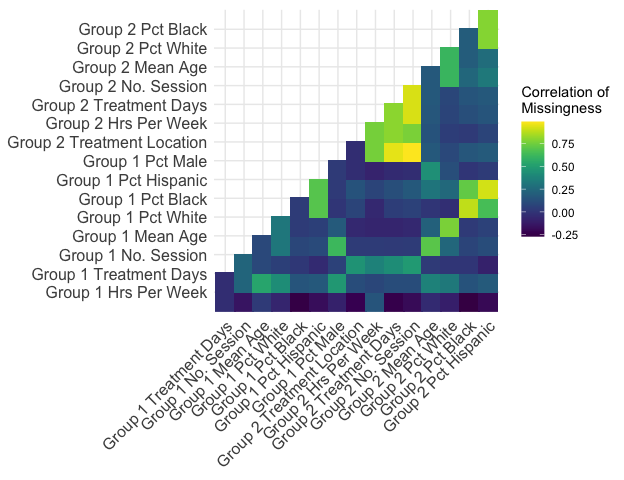 Group 2 Pct Black
Group 2 Pct White
Group 2 Mean Age
Group 2 No. Session
Group 2 Treatment Days
Group 2 Hrs Per Week
Group 2 Treatment Location
Group 1 Pct Male
Group 1 Pct Hispanic
Group 1 Pct Black
Group 1 Pct White
Group 1 Mean Age
Group 1 No. Session
Group 1 Treatment Days
Group 1 Hrs Per Week
Correlation of
Missingness
0.75
0.50
0.25
0.00
-0.25
Group 1 Treatment Days
Group 1 No. Session
Group 1 Mean Age
Group 1 Pct White
Group 1 Pct Black
Group 1 Pct Hispanic
Group 1 Pct Male
Group 2 Treatment Location
Group 2 Hrs Per Week
Group 2 Treatment Days
Group 2 No. Session
Group 2 Mean Age
Group 2 Pct White
Group 2 Pct Black
Group 2 Pct Hispanic